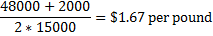 48000 + 2000
2 * 15000
= $1.67 per pound